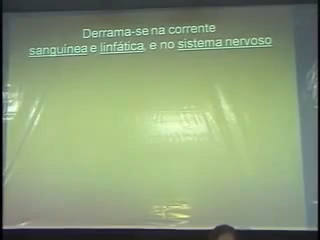 Derrama-se na corrente
sanguínea e linfática, e no sistema nervoso